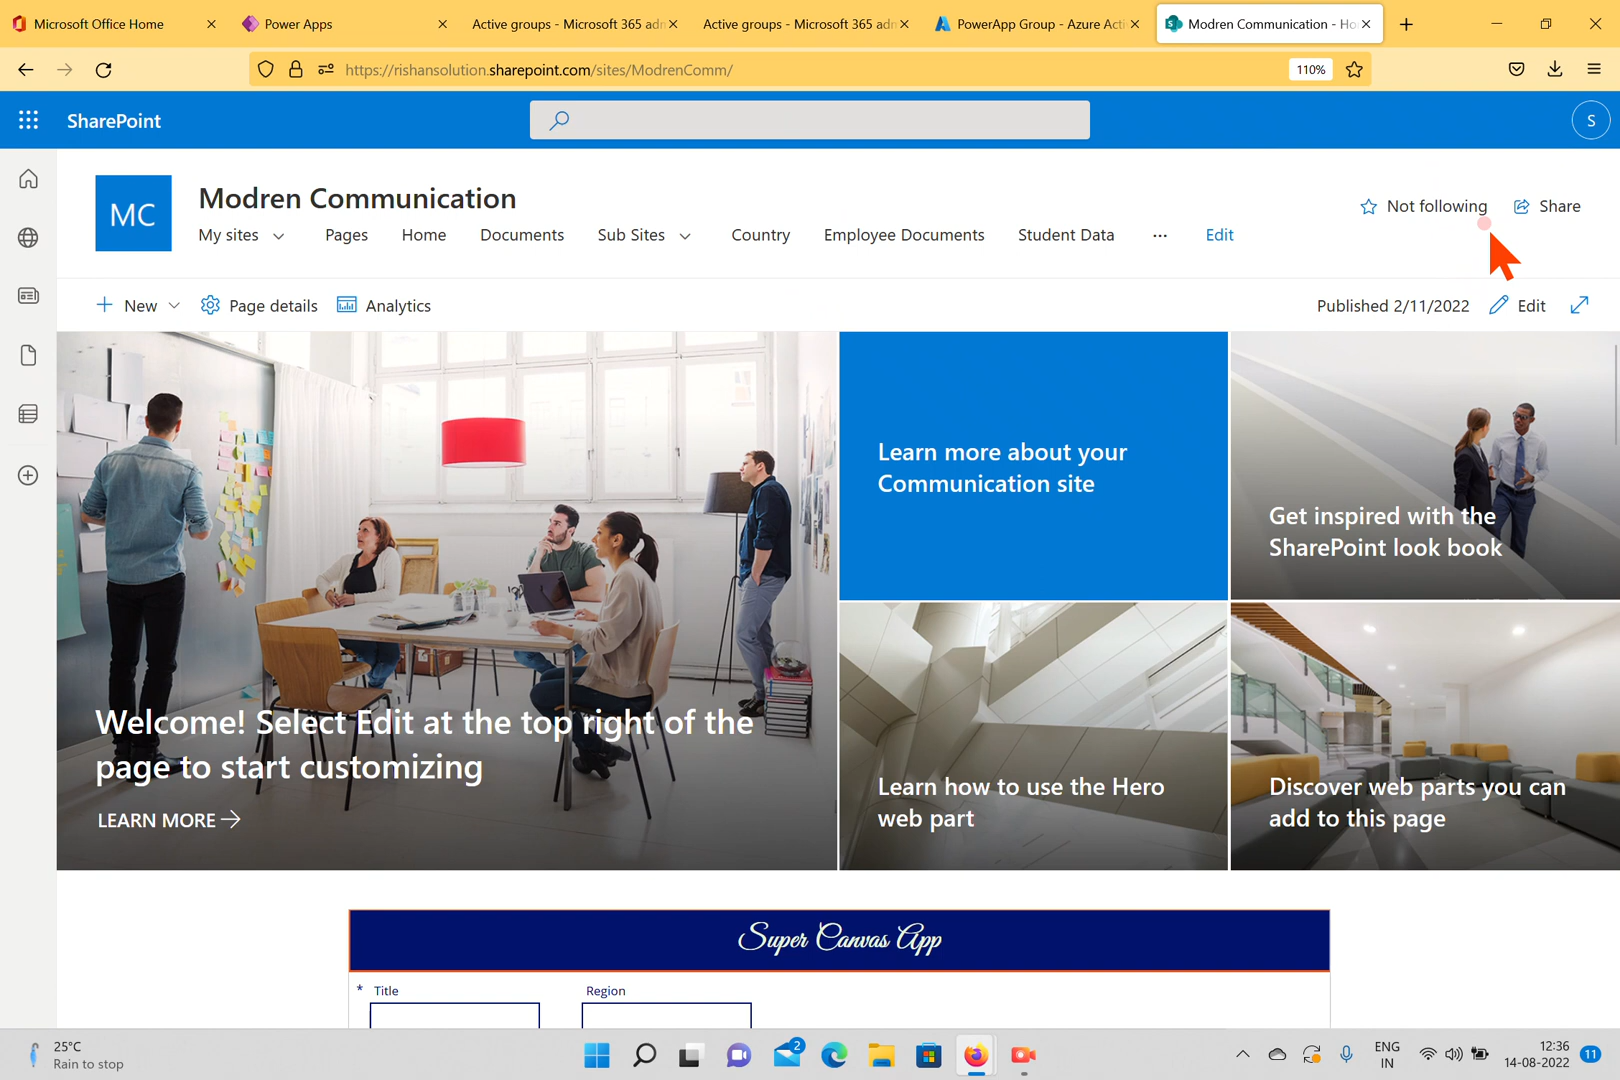 Microsoft Office Home
Power Apps
Active groups - Microsoft 365 adn
Active groups - Microsoft 365 adn
PowerApp Group - Azure Acti
Modren Communication - Ho
https://rishansolution.sharepoint.com/sites/ModrenComm/
110%
SharePoint
S
MC
Modren Communication
Not following
Share
My sites
Pages
Home
Documents
Sub Sites
Country
Employee Documents
Student Data
...
Edit
New
Page details
Analytics
Published 2/11/2022
Edit
Welcome! Select Edit at the top right of the
page to start customizing
LEARN MORE
Learn more about your
Communication site
Get inspired with the
SharePoint look book
Learn how to use the Hero
web part
Discover web parts you can
add to this page
Super Canvas App
* Title
Region
25°C
Rain to stop
2
ENG
IN
12:36
14-08-2022
11